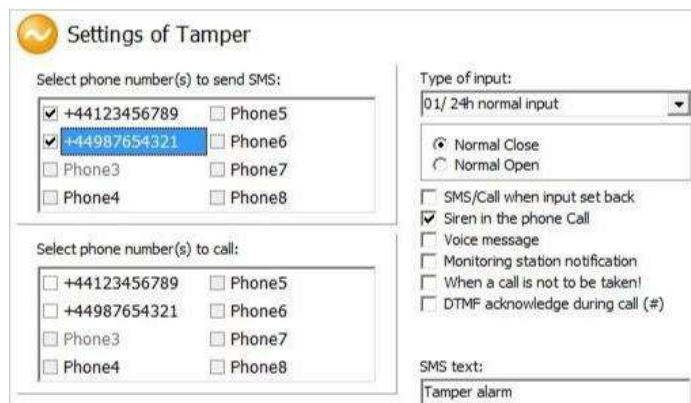 Settings of Tamper
Select phone number(s) to send SMS:
+44123456789 Phone5
+44987654321 Phone6
Phone3 Phone7
Phone4 Phone8
Select phone number(s) to call:
+44123456789 Phone5
+44987654321 Phone6
Phone3 Phone7
Phone4 Phone8
Type of input:
01/ 24h normal input
Normal Close
Normal Open
SMS/Call when input set back
Siren in the phone Call
Voice message
Monitoring station notification
When a call is not to be taken!
DTMF acknowledge during call (#)
SMS text:
Tamper alarm